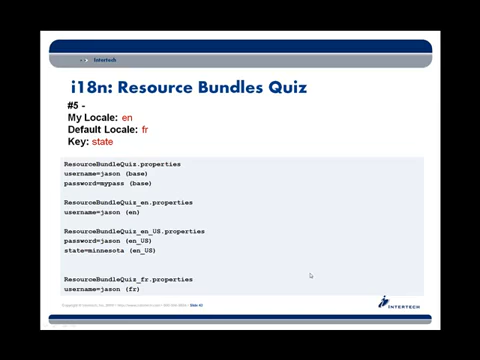 Intertech
i18n: Resource Bundles Quiz
#5 -
My Locale: en
Default Locale: fr
Key: state
ResourceBundleQuiz.properties
username=jason (base)
password=mypass (base)
ResourceBundleQuiz_en.properties
username=jason (en)
ResourceBundleQuiz_en_US.properties
password=jason (en_US)
state=minnesota (en_US)
ResourceBundleQuiz_fr.properties
username=jason (fr)
INTERTECH